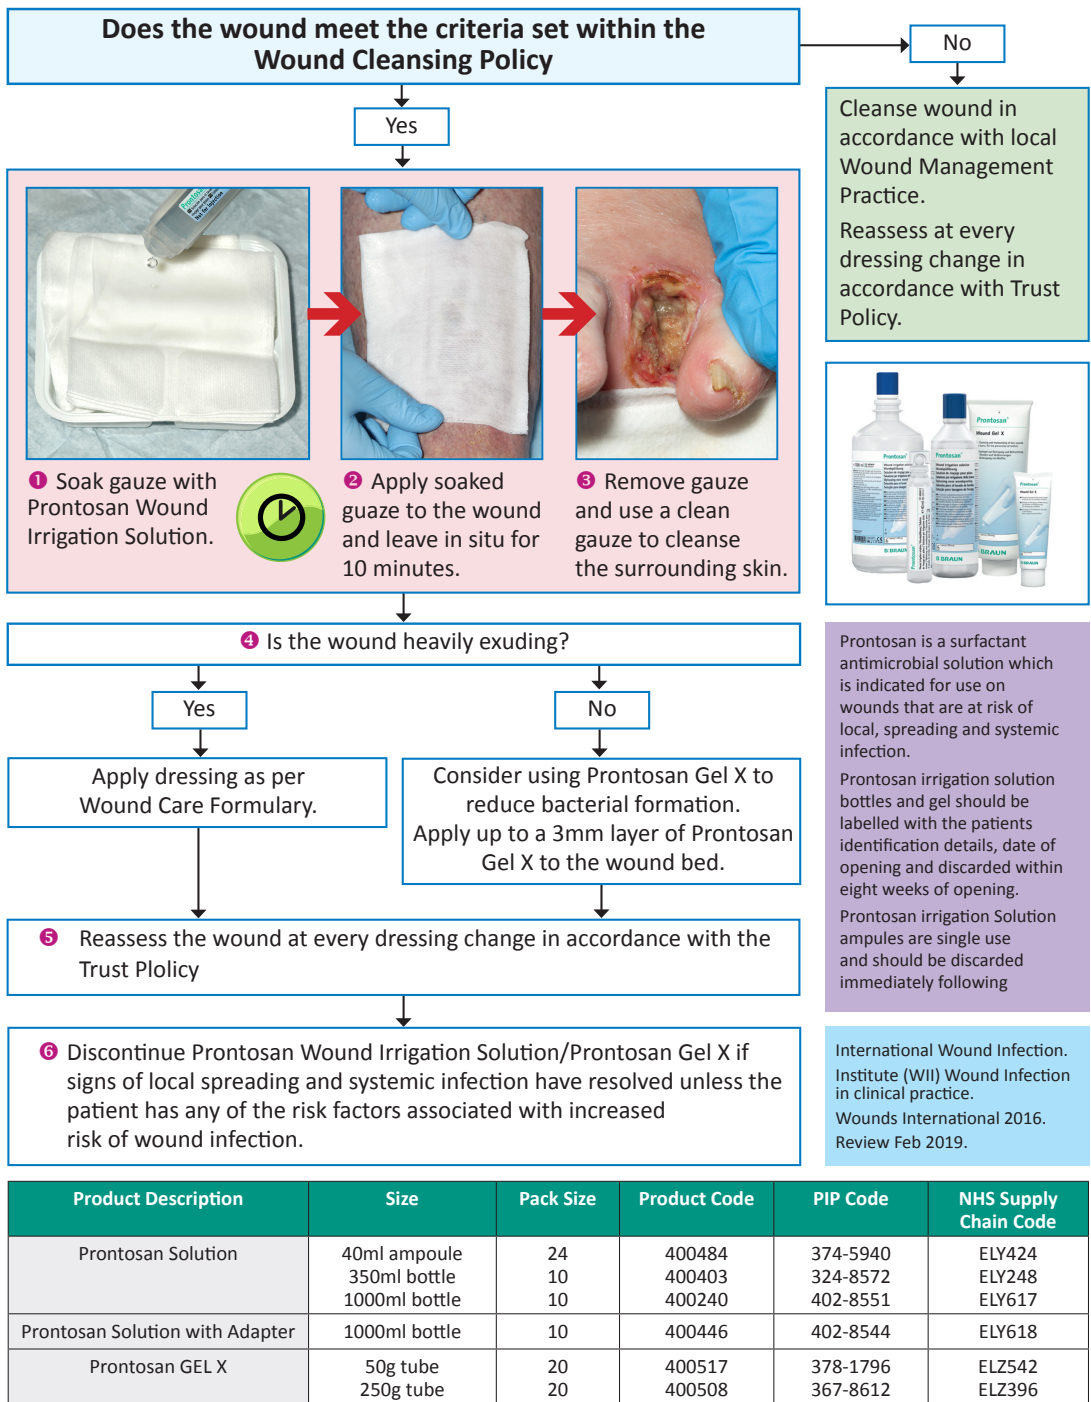 Does the wound meet the criteria set within the
Wound Cleansing Policy
No
Yes
Cleanse wound in
accordance with local
Wound Management
Practice.
Reassess at every
dressing change in
accordance with Trust
Policy.
❶ Soak gauze with
Prontosan Wound
Irrigation Solution.
❷ Apply soaked
guaze to the wound
and leave in situ for
10 minutes.
❸ Remove gauze
and use a clean
gauze to cleanse
the surrounding skin.
Prontosan
Wound Gel X
Prontosan
Prontosan
Prontosan
Wound Gel X
B BRAUN
B BRAUN
B BRAUN
❹ Is the wound heavily exuding?
Yes
No
Apply dressing as per
Wound Care Formulary.
Consider using Prontosan Gel X to
reduce bacterial formation.
Apply up to a 3mm layer of Prontosan
Gel X to the wound bed.
❺ Reassess the wound at every dressing change in accordance with the
Trust Plolicy
❻ Discontinue Prontosan Wound Irrigation Solution/Prontosan Gel X if
signs of local spreading and systemic infection have resolved unless the
patient has any of the risk factors associated with increased
risk of wound infection.
Prontosan is a surfactant
antimicrobial solution which
is indicated for use on
wounds that are at risk of
local, spreading and systemic
infection.
Prontosan irrigation solution
bottles and gel should be
labelled with the patients
identification details, date of
opening and discarded within
eight weeks of opening.
Prontosan irrigation Solution
ampules are single use
and should be discarded
immediately following
International Wound Infection.
Institute (WII) Wound Infection
in clinical practice.
Wounds International 2016.
Review Feb 2019.
Product Description Size Pack Size Product Code PIP Code NHS Supply
Chain Code
Prontosan Solution 40ml ampoule 24 400484 374-5940 ELY424
350ml bottle 10 400403 324-8572 ELY248
1000ml bottle 10 400240 402-8551 ELY617
Prontosan Solution with Adapter 1000ml bottle 10 400446 402-8544 ELY618
Prontosan GEL X 50g tube 20 400517 378-1796 ELZ542
250g tube 20 400508 367-8612 ELZ396